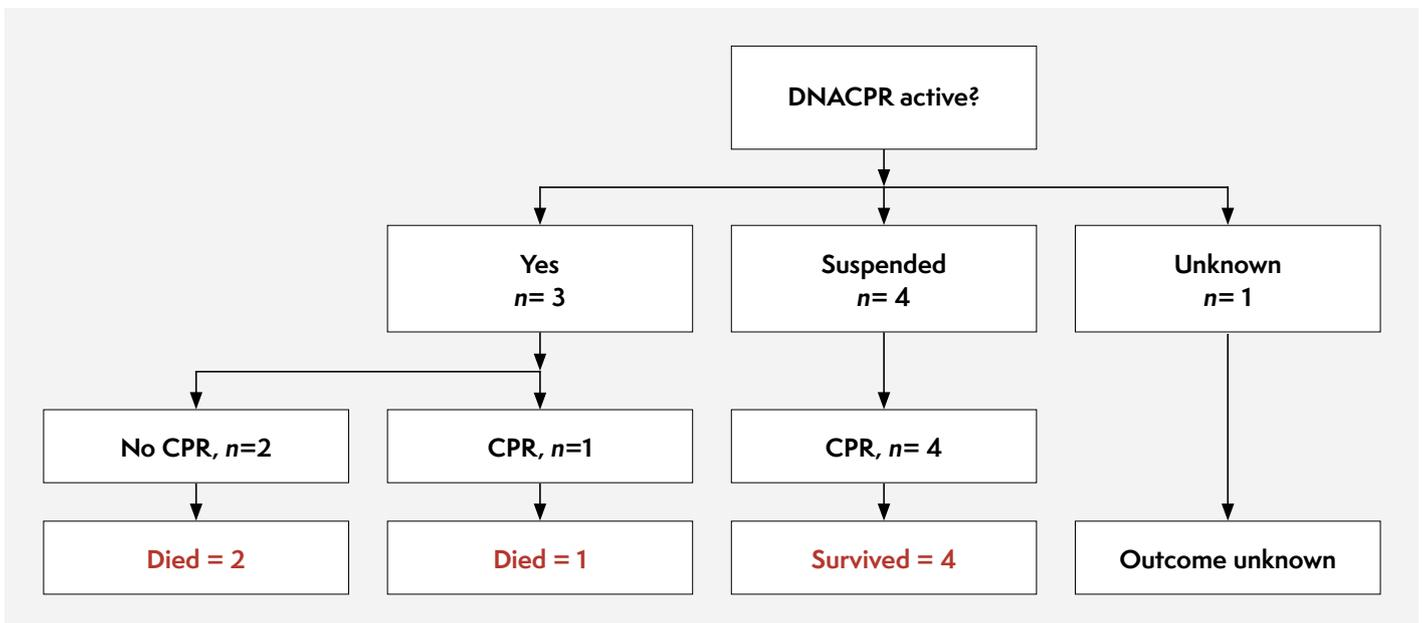 DNACPR active?
Yes
n= 3
Suspended
n= 4
Unknown
n= 1
No CPR, n=2
CPR, n=1
CPR, n= 4
Died = 2
Died = 1
Survived = 4
Outcome unknown